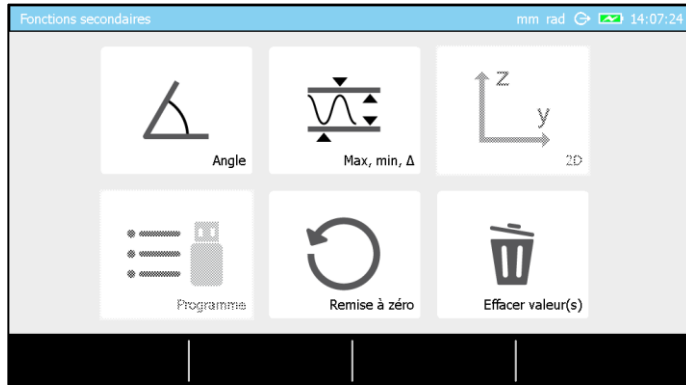 Fonctions secondaires
mm rad 14:07:24
Angle
Max, min, Δ
z
y
2D
Programme
Remise à zéro
Effacer valeur(s)